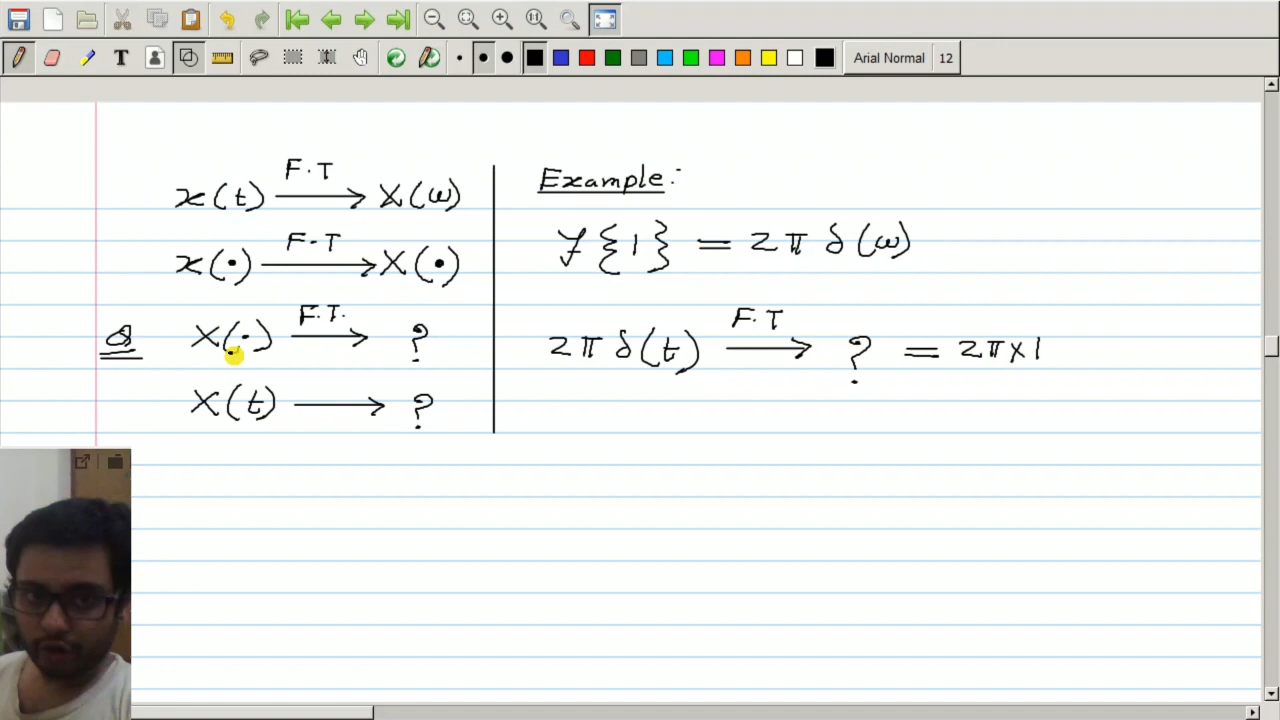 Arial Normal 12
x(t) F.T → X(ω)
x(•) F.T → X(•)
Q X(·) F.T. → ?
X(t) → ?
Example:
F{1} = 2π δ(ω)
2π δ(t) F.T → ? = 2π×1